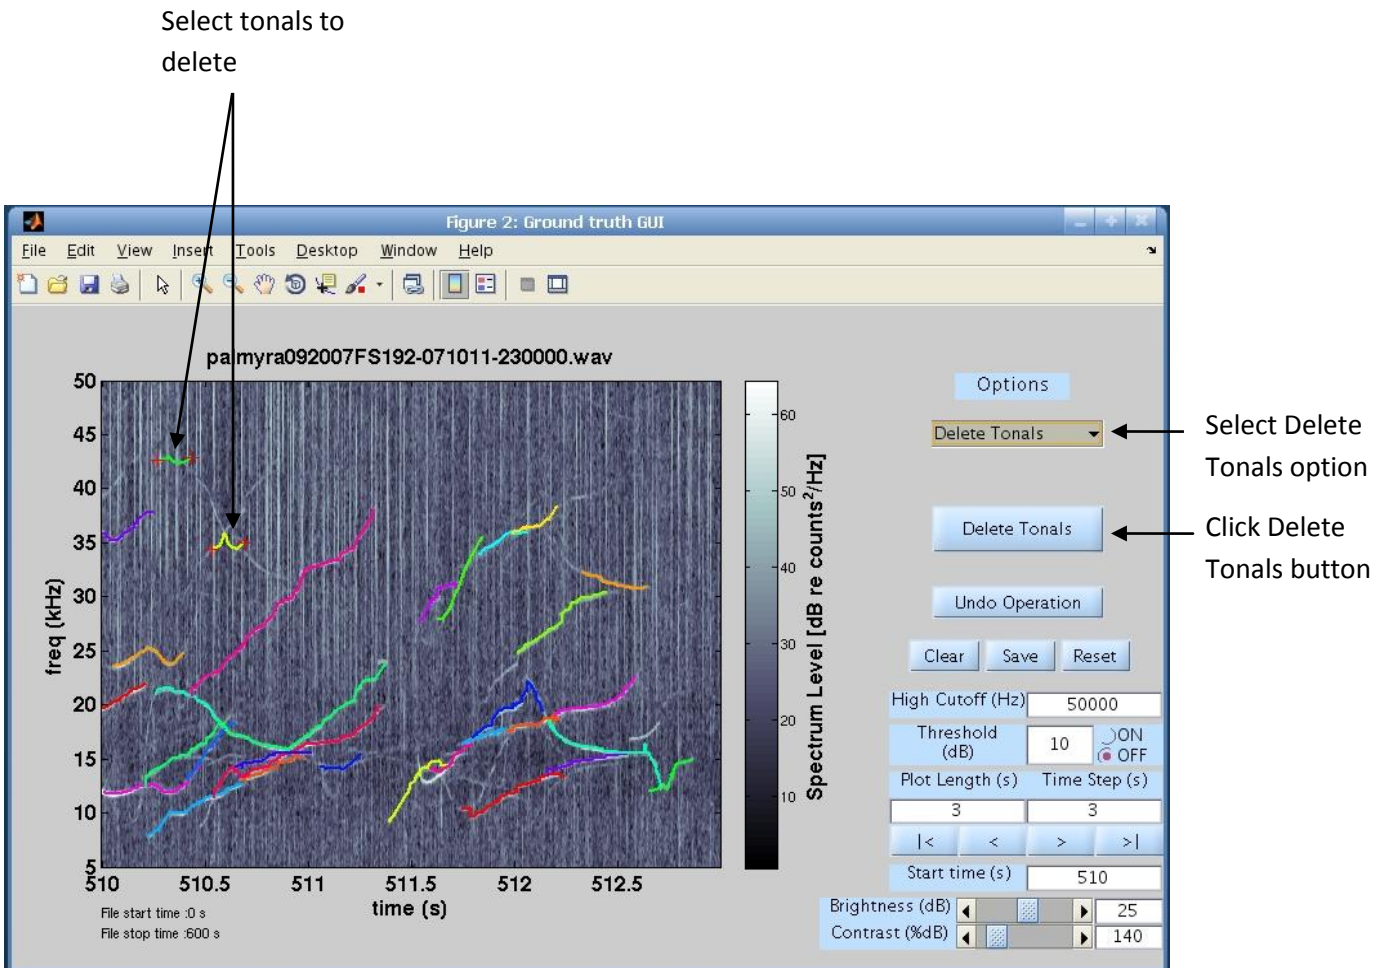 Select tonals to
delete
Figure 2: Ground truth GUI
File Edit View Insert Tools Desktop Window Help
palmyra092007FS192-071011-230000.wav
50
45
40
35
30
25
20
15
10
5
freq (kHz)
510 510.5 511 511.5 512 512.5
time (s)
File start time :0 s
File stop time :600 s
60
50
40
30
20
10
Spectrum Level [dB re counts²/Hz]
Options
Delete Tonals
Delete Tonals
Undo Operation
Clear Save Reset
High Cutoff (Hz) 50000
Threshold
(dB) 10 ON
OFF
Plot Length (s) Time Step (s)
3 3
|< < > >|
Start time (s) 510
Brightness (dB) 25
Contrast (%dB) 140
Select Delete
Tonals option
Click Delete
Tonals button